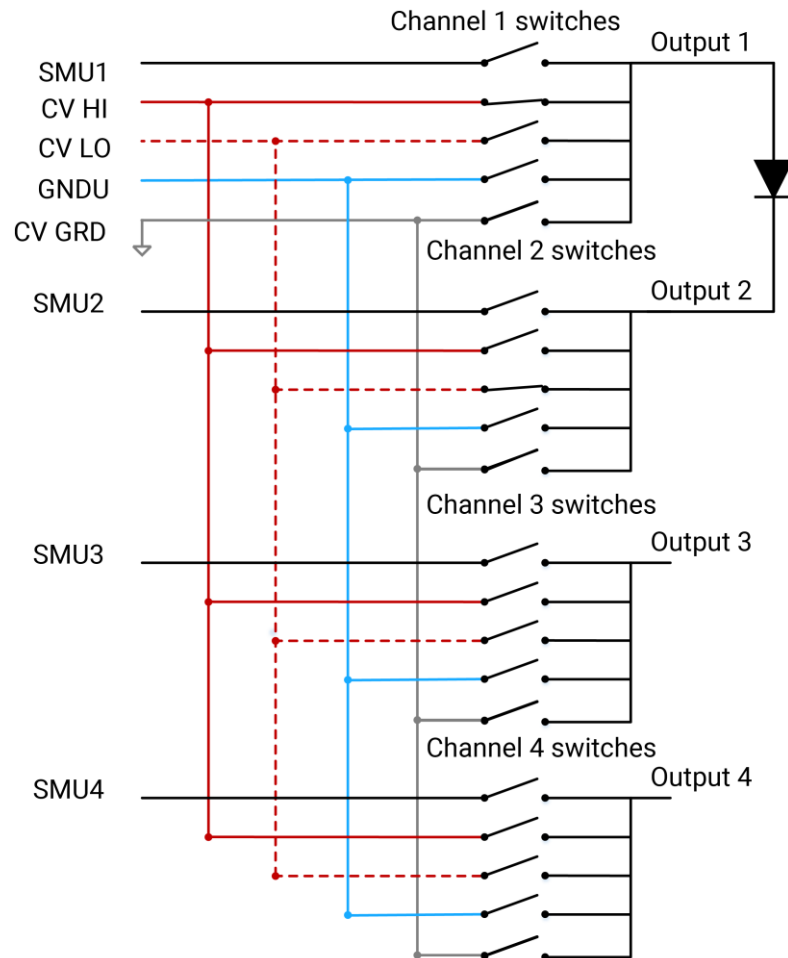 Channel 1 switches
Output 1
SMU1
CV HI
CV LO
GNDU
CV GRD
Channel 2 switches
Output 2
SMU2
Channel 3 switches
Output 3
SMU3
Channel 4 switches
Output 4
SMU4